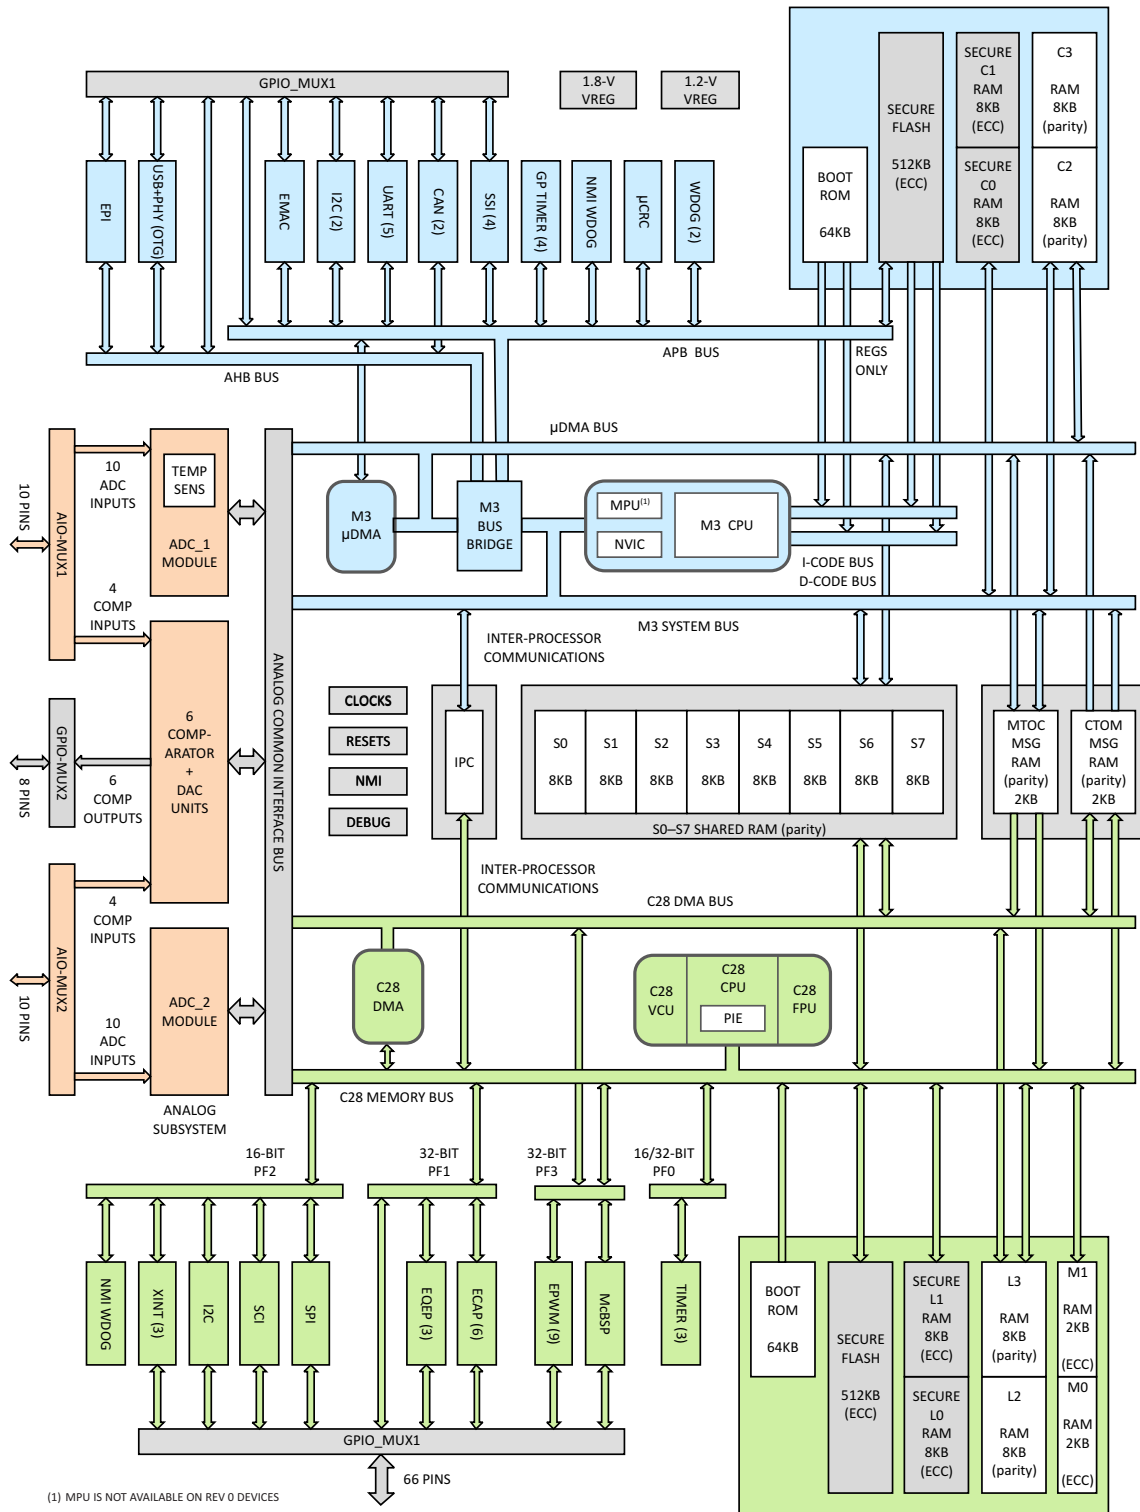 GPIO_MUX1
1.8-V
VREG
1.2-V
VREG
EPI
USB+PHY (OTG)
EMAC
I2C (2)
UART (5)
CAN (2)
SSI (4)
GP TIMER (4)
NMI WDOG
µCRC
WDOG (2)
BOOT
ROM
64KB
SECURE
FLASH
512KB
(ECC)
SECURE
C1
RAM
8KB
(ECC)
SECURE
C0
RAM
8KB
(ECC)
C3
RAM
8KB
(parity)
C2
RAM
8KB
(parity)
APB BUS
AHB BUS
REGS
ONLY
µDMA BUS
10 PINS
AIO-MUX1
10
ADC
INPUTS
4
COMP
INPUTS
TEMP
SENS
ADC_1
MODULE
M3
µDMA
M3
BUS
BRIDGE
MPU(1)
NVIC
M3 CPU
I-CODE BUS
D-CODE BUS
M3 SYSTEM BUS
INTER-PROCESSOR
COMMUNICATIONS
8 PINS
GPIO-MUX2
6
COMP
OUTPUTS
6
COMP-
ARATOR
+
DAC
UNITS
ANALOG COMMON INTERFACE BUS
CLOCKS
RESETS
NMI
DEBUG
IPC
S0
8KB
S1
8KB
S2
8KB
S3
8KB
S4
8KB
S5
8KB
S6
8KB
S7
8KB
S0–S7 SHARED RAM (parity)
MTOC
MSG
RAM
(parity)
2KB
CTOM
MSG
RAM
(parity)
2KB
INTER-PROCESSOR
COMMUNICATIONS
C28 DMA BUS
10 PINS
AIO-MUX2
4
COMP
INPUTS
10
ADC
INPUTS
ADC_2
MODULE
ANALOG
SUBSYSTEM
C28
DMA
C28
VCU
C28
CPU
PIE
C28
FPU
C28 MEMORY BUS
16-BIT
PF2
32-BIT
PF1
32-BIT
PF3
16/32-BIT
PF0
NMI WDOG
XINT (3)
I2C
SCI
SPI
EQEP (3)
ECAP (6)
EPWM (9)
McBSP
TIMER (3)
BOOT
ROM
64KB
SECURE
FLASH
512KB
(ECC)
SECURE
L1
RAM
8KB
(ECC)
SECURE
L0
RAM
8KB
(ECC)
L3
RAM
8KB
(parity)
L2
RAM
8KB
(parity)
M1
RAM
2KB
(ECC)
M0
RAM
2KB
(ECC)
GPIO_MUX1
66 PINS
(1) MPU IS NOT AVAILABLE ON REV 0 DEVICES